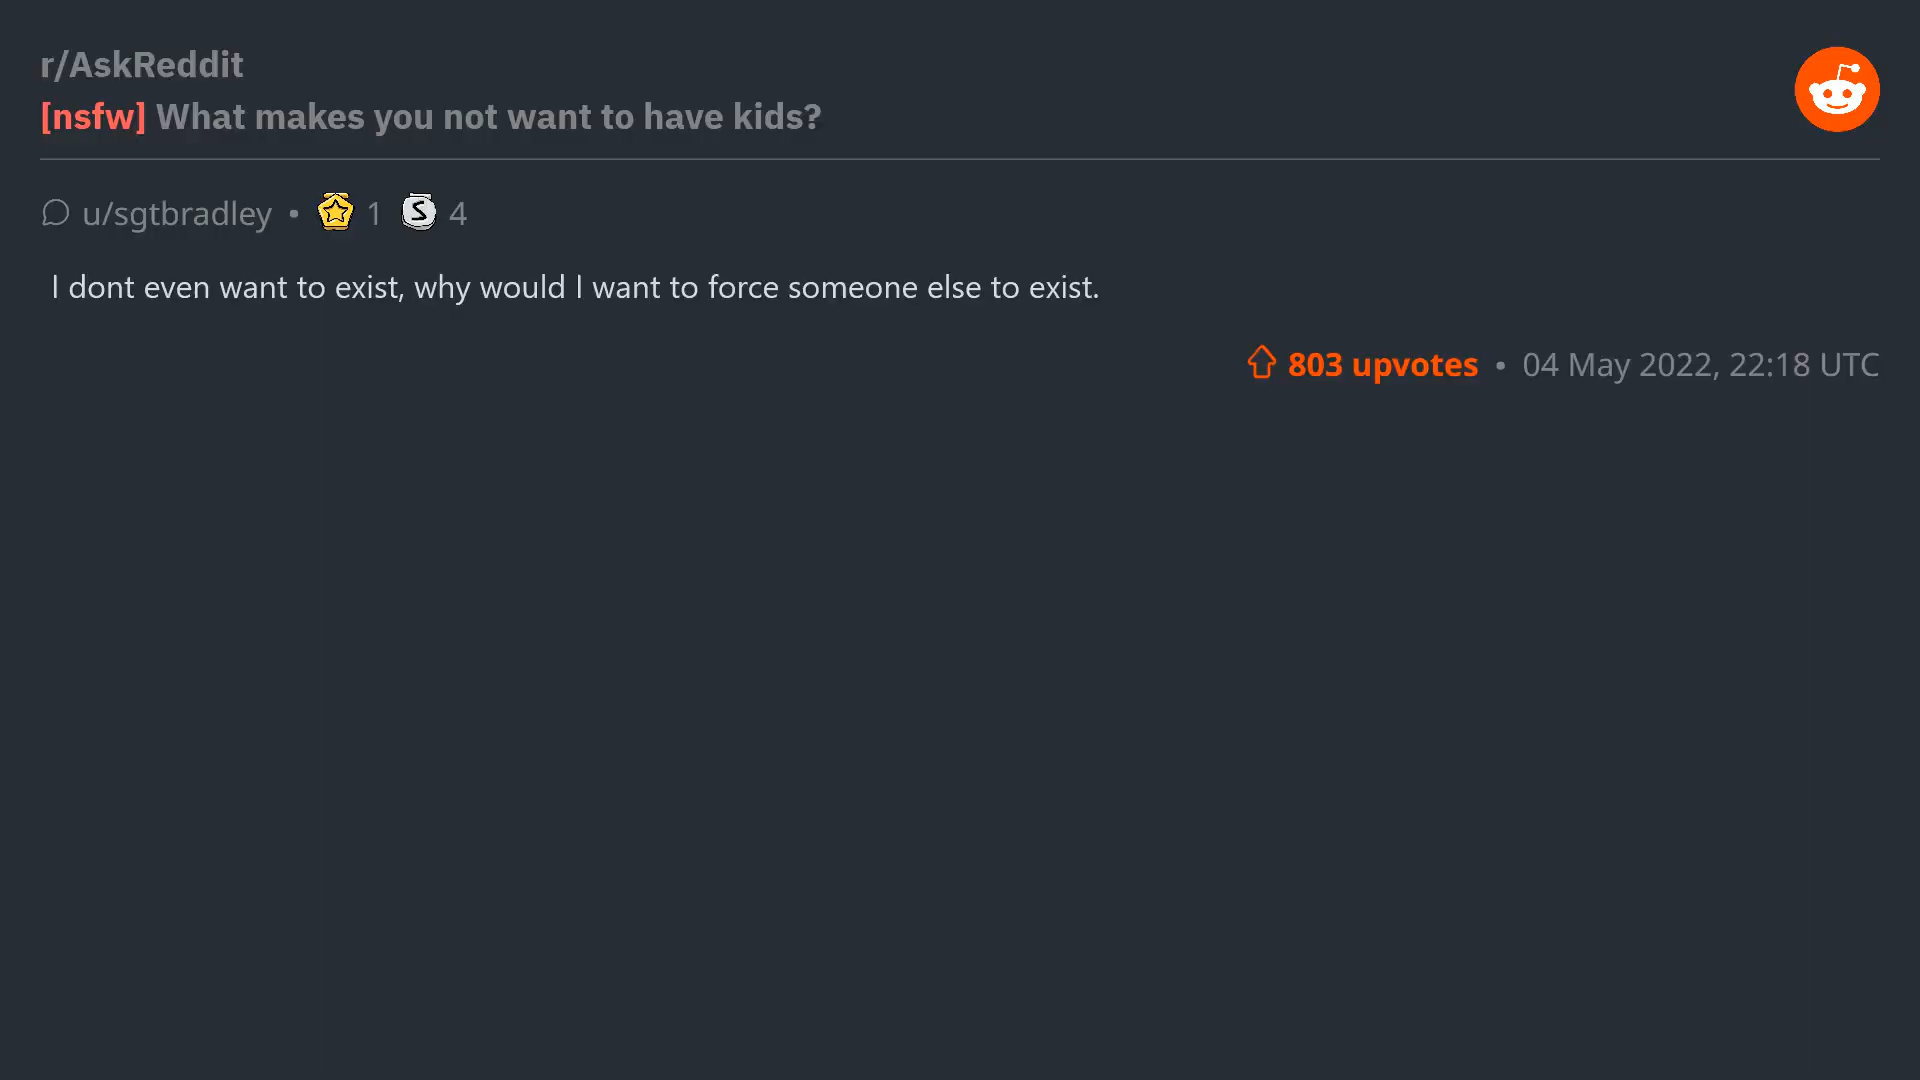 r/AskReddit
[nsfw] What makes you not want to have kids?
u/sgtbradley • 1 S 4
I dont even want to exist, why would I want to force someone else to exist.
803 upvotes • 04 May 2022, 22:18 UTC